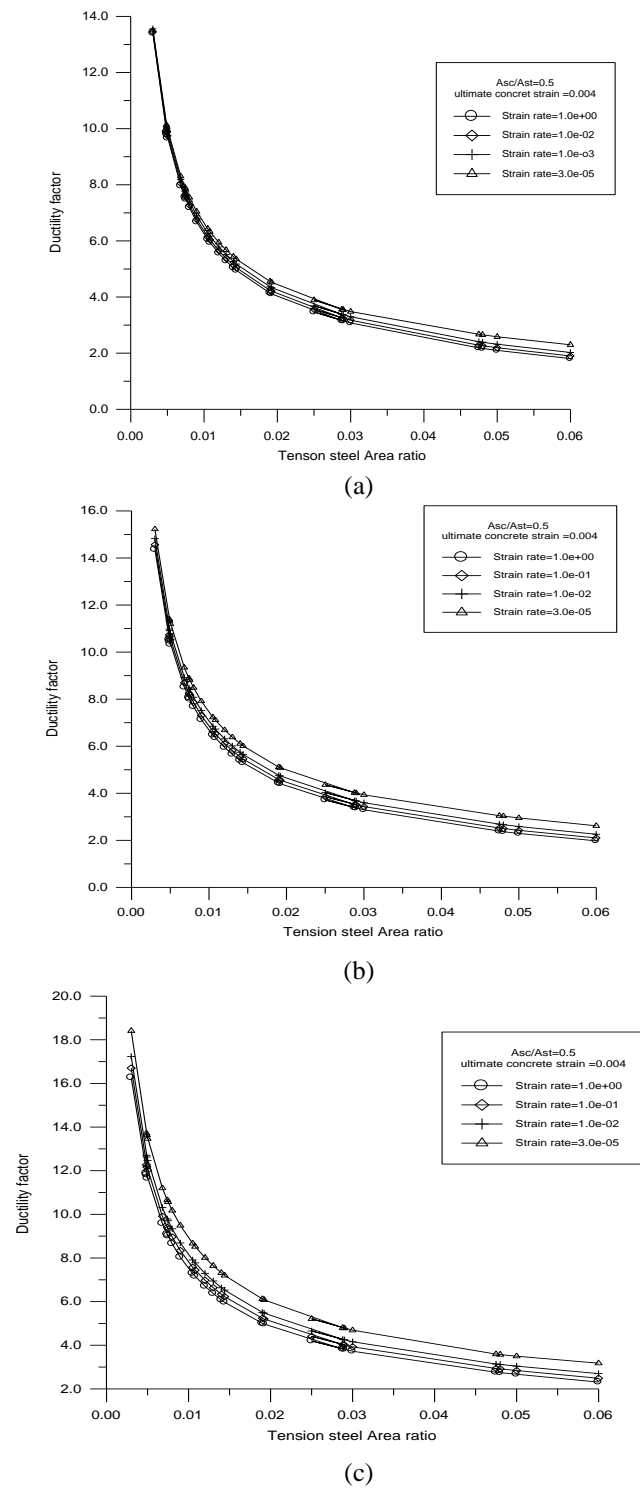 14.0
12.0
10.0
8.0
6.0
4.0
2.0
0.0
Ductility factor
Asc/Ast=0.5
ultimate concret strain =0.004
Strain rate=1.0e+00
Strain rate=1.0e-02
Strain rate=1.0e-o3
Strain rate=3.0e-05
0.00 0.01 0.02 0.03 0.04 0.05 0.06
Tenson steel Area ratio
(a)
16.0
14.0
12.0
10.0
8.0
6.0
4.0
2.0
0.0
Ductility factor
Asc/Ast=0.5
ultimate concrete strain =0.004
Strain rate=1.0e+00
Strain rate=1.0e-01
Strain rate=1.0e-02
Strain rate=3.0e-05
0.00 0.01 0.02 0.03 0.04 0.05 0.06
Tension steel Area ratio
(b)
20.0
18.0
16.0
14.0
12.0
10.0
8.0
6.0
4.0
2.0
Ductility factor
Asc/Ast=0.5
ultimate concrete strain =0.004
Strain rate=1.0e+00
Strain rate=1.0e-01
Strain rate=1.0e-02
Strain rate=3.0e-05
0.00 0.01 0.02 0.03 0.04 0.05 0.06
Tension steel Area ratio
(c)